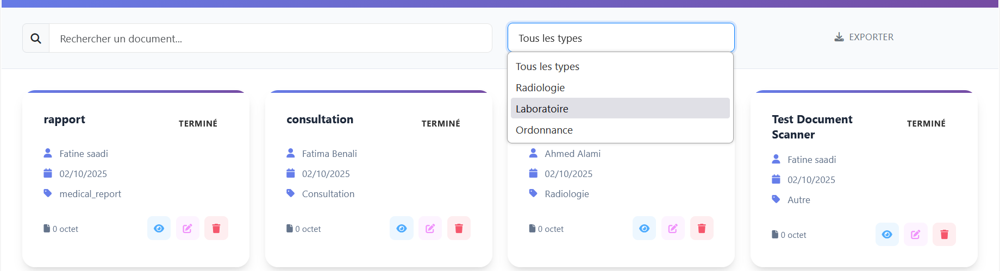 Rechercher un document...
Tous les types
EXPORTER
Tous les types
Radiologie
Laboratoire
Ordonnance
rapport
TERMINÉ
Fatine saadi
02/10/2025
medical_report
0 octet
consultation
TERMINÉ
Fatima Benali
02/10/2025
Consultation
0 octet
Ahmed Alami
02/10/2025
Radiologie
0 octet
Test Document
Scanner
TERMINÉ
Fatine saadi
02/10/2025
Autre
0 octet